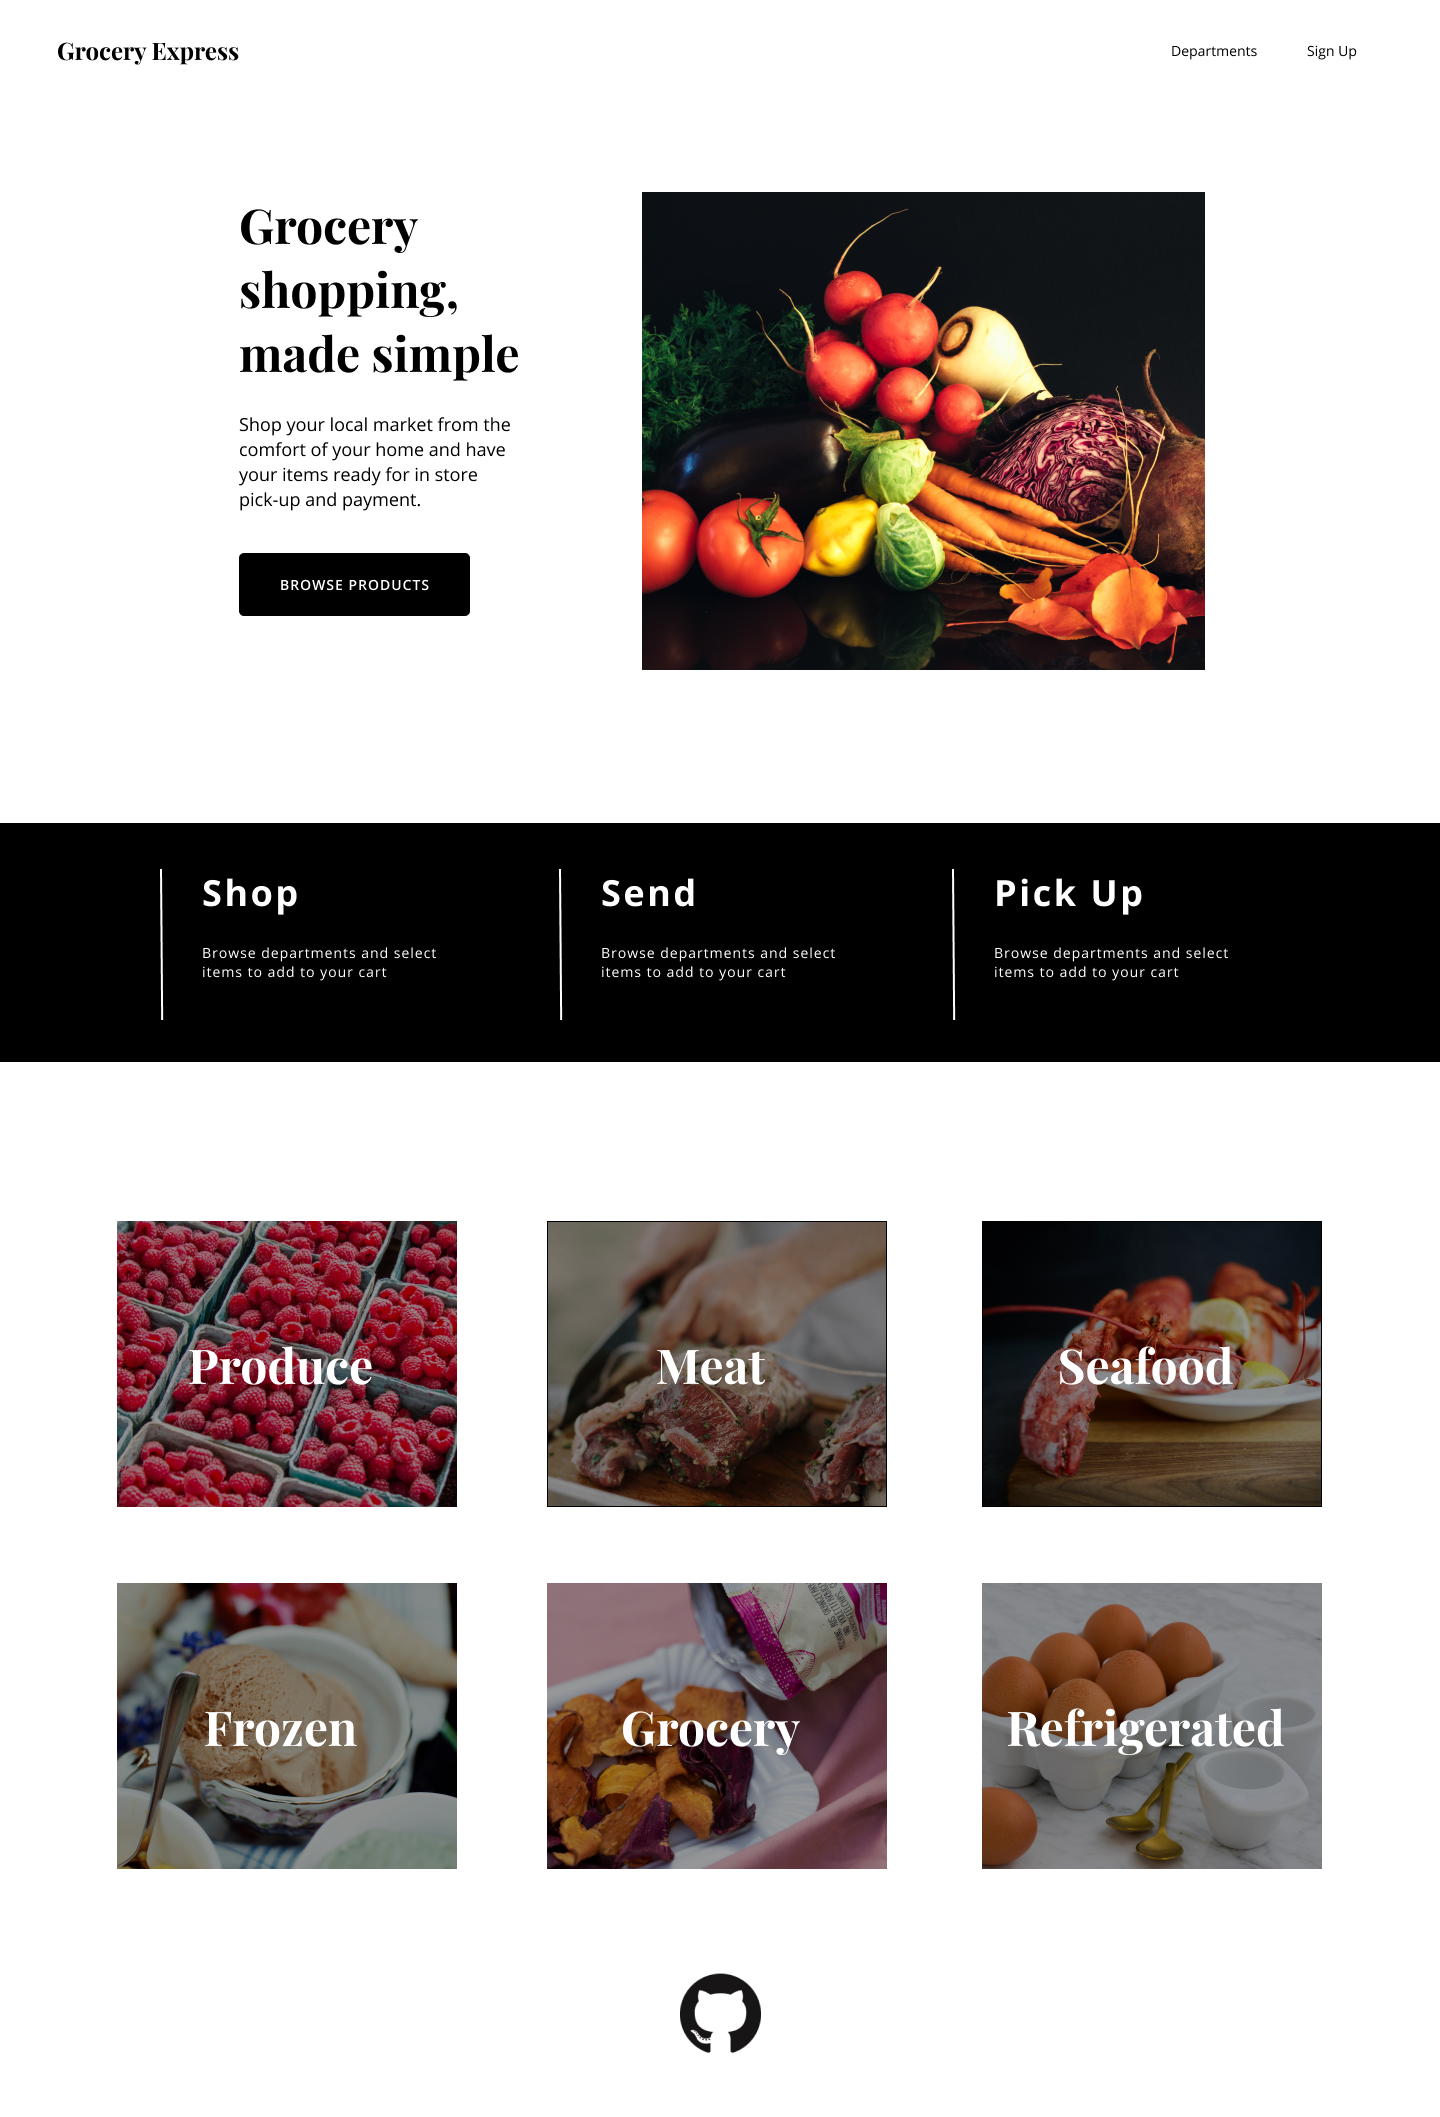 Grocery Express
Departments
Sign Up
Grocery
shopping,
made simple
Shop your local market from the
comfort of your home and have
your items ready for in store
pick-up and payment.
BROWSE PRODUCTS
Shop
Browse departments and select
items to add to your cart
Send
Browse departments and select
items to add to your cart
Pick Up
Browse departments and select
items to add to your cart
Produce
Meat
Seafood
Frozen
Grocery
Refrigerated